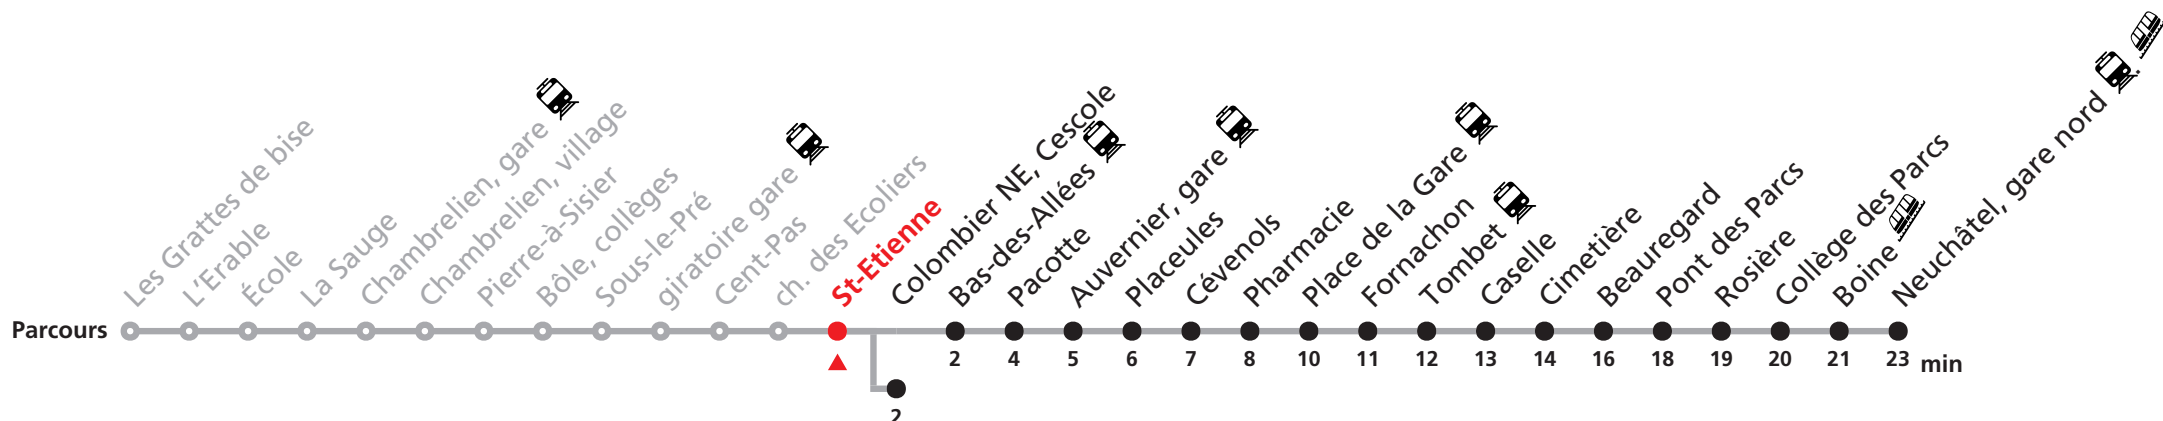 Les Grattes de bise
L'Erable
École
La Sauge
Chambrelien, gare
Chambrelien, village
Pierre-à-Sisier
Bôle, collèges
Sous-le-Pré
giratoire gare
Cent-Pas
ch. des Ecoliers
St-Etienne
Colombier NE, Cescole
Bas-des-Allées
Pacotte
Auvernier, gare
Placeules
Cévenols
Pharmacie
Place de la Gare
Fornachon
Tombet
Caselle
Cimetière
Beauregard
Pont des Parcs
Rosière
Collège des Parcs
Boine
Neuchâtel, gare nord
Parcours
2 4 5 6 7 8 10 11 12 13 14 16 18 19 20 21 23 min
2